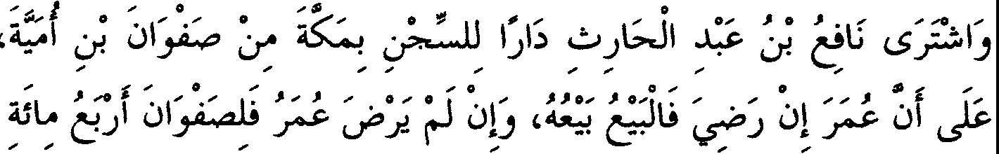 وَاشْتَرَى نَافِعُ بْنُ عَبْدِ الْحَارِثِ دَارًا لِلسِّجْنِ بِمَكَّةَ مِنْ صَفْوَانَ بْنِ أُمَيَّةَ،
عَلَى أَنَّ عُمَرَ إِنْ رَضِيَ فَالْبَيْعُ بَيْعُهُ، وَإِنْ لَمْ يَرْضَ عُمَرُ فَلِصَفْوَانَ أَرْبَعُ مِائَةِ